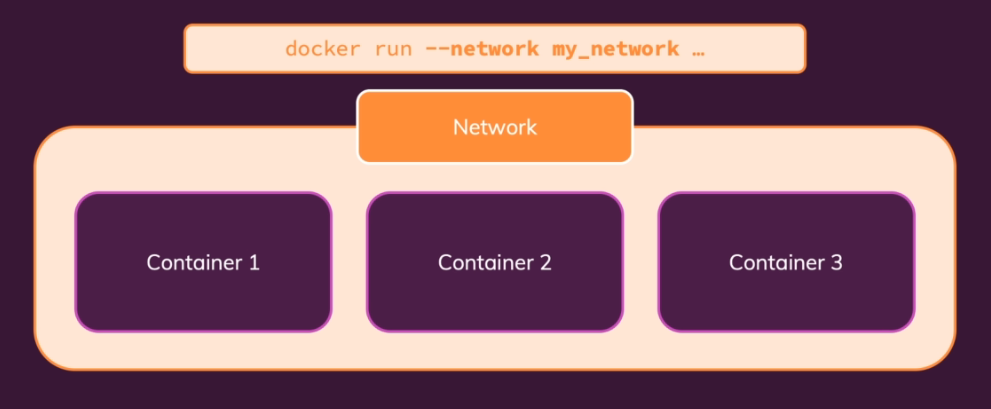 docker run --network my_network …
Network
Container 1
Container 2
Container 3